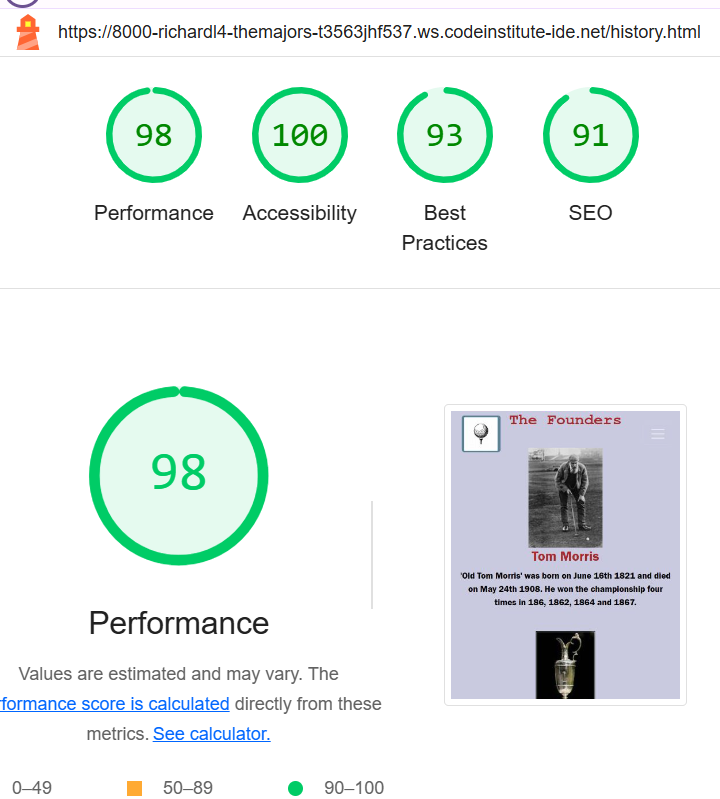 https://8000-richardl4-themajors-t3563jhf537.ws.codeinstitute-ide.net/history.html
98 100 93 91
Performance Accessibility Best Practices SEO
98
Performance
Values are estimated and may vary. The
formance score is calculated directly from these
metrics. See calculator.
0–49 50–89 90–100
The Founders
Tom Morris
'Old Tom Morris' was born on June 16th 1821 and died
on May 24th 1908. He won the championship four
times in 186, 1862, 1864 and 1867.